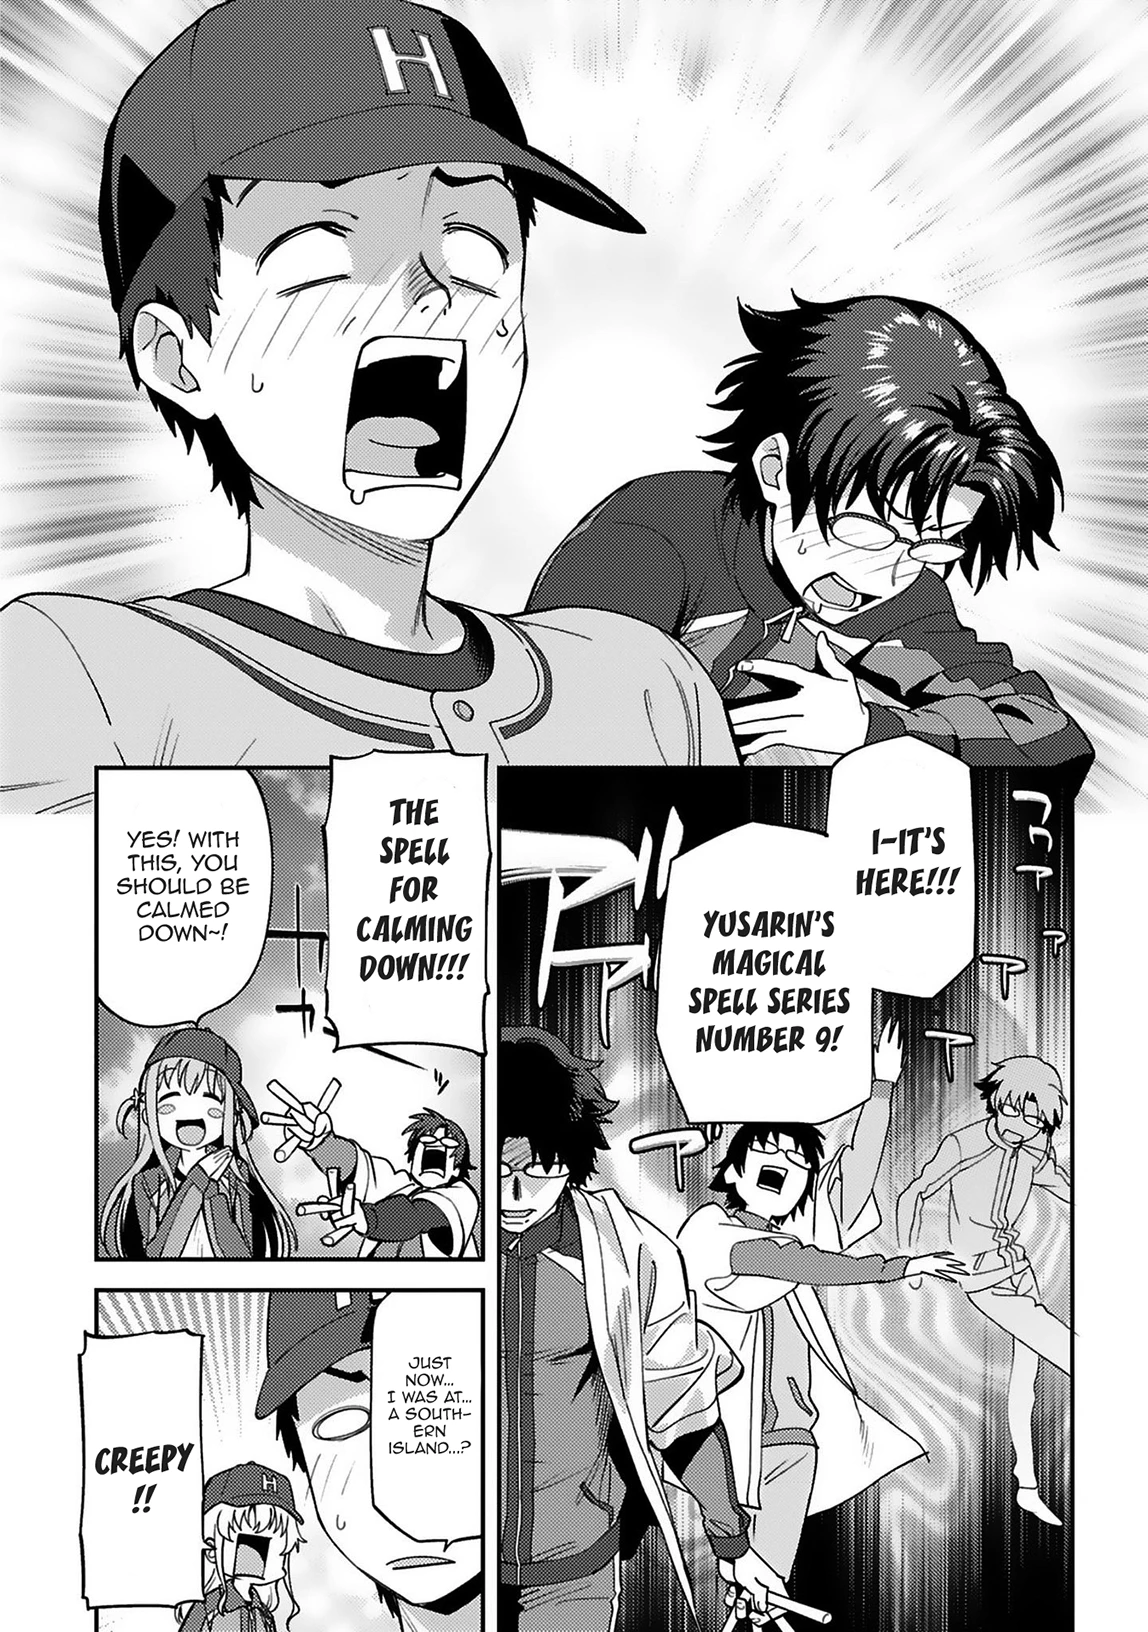 H
I-IT'S
HERE!!!
YUSARIN'S
MAGICAL
SPELL SERIES
NUMBER 9!
THE
SPELL
FOR
CALMING
DOWN!!!
YES! WITH
THIS, YOU
SHOULD BE
CALMED
DOWN~!
JUST
NOW...
I WAS AT...
A SOUTH-
ERN
ISLAND...?
H
CREEPY
!!